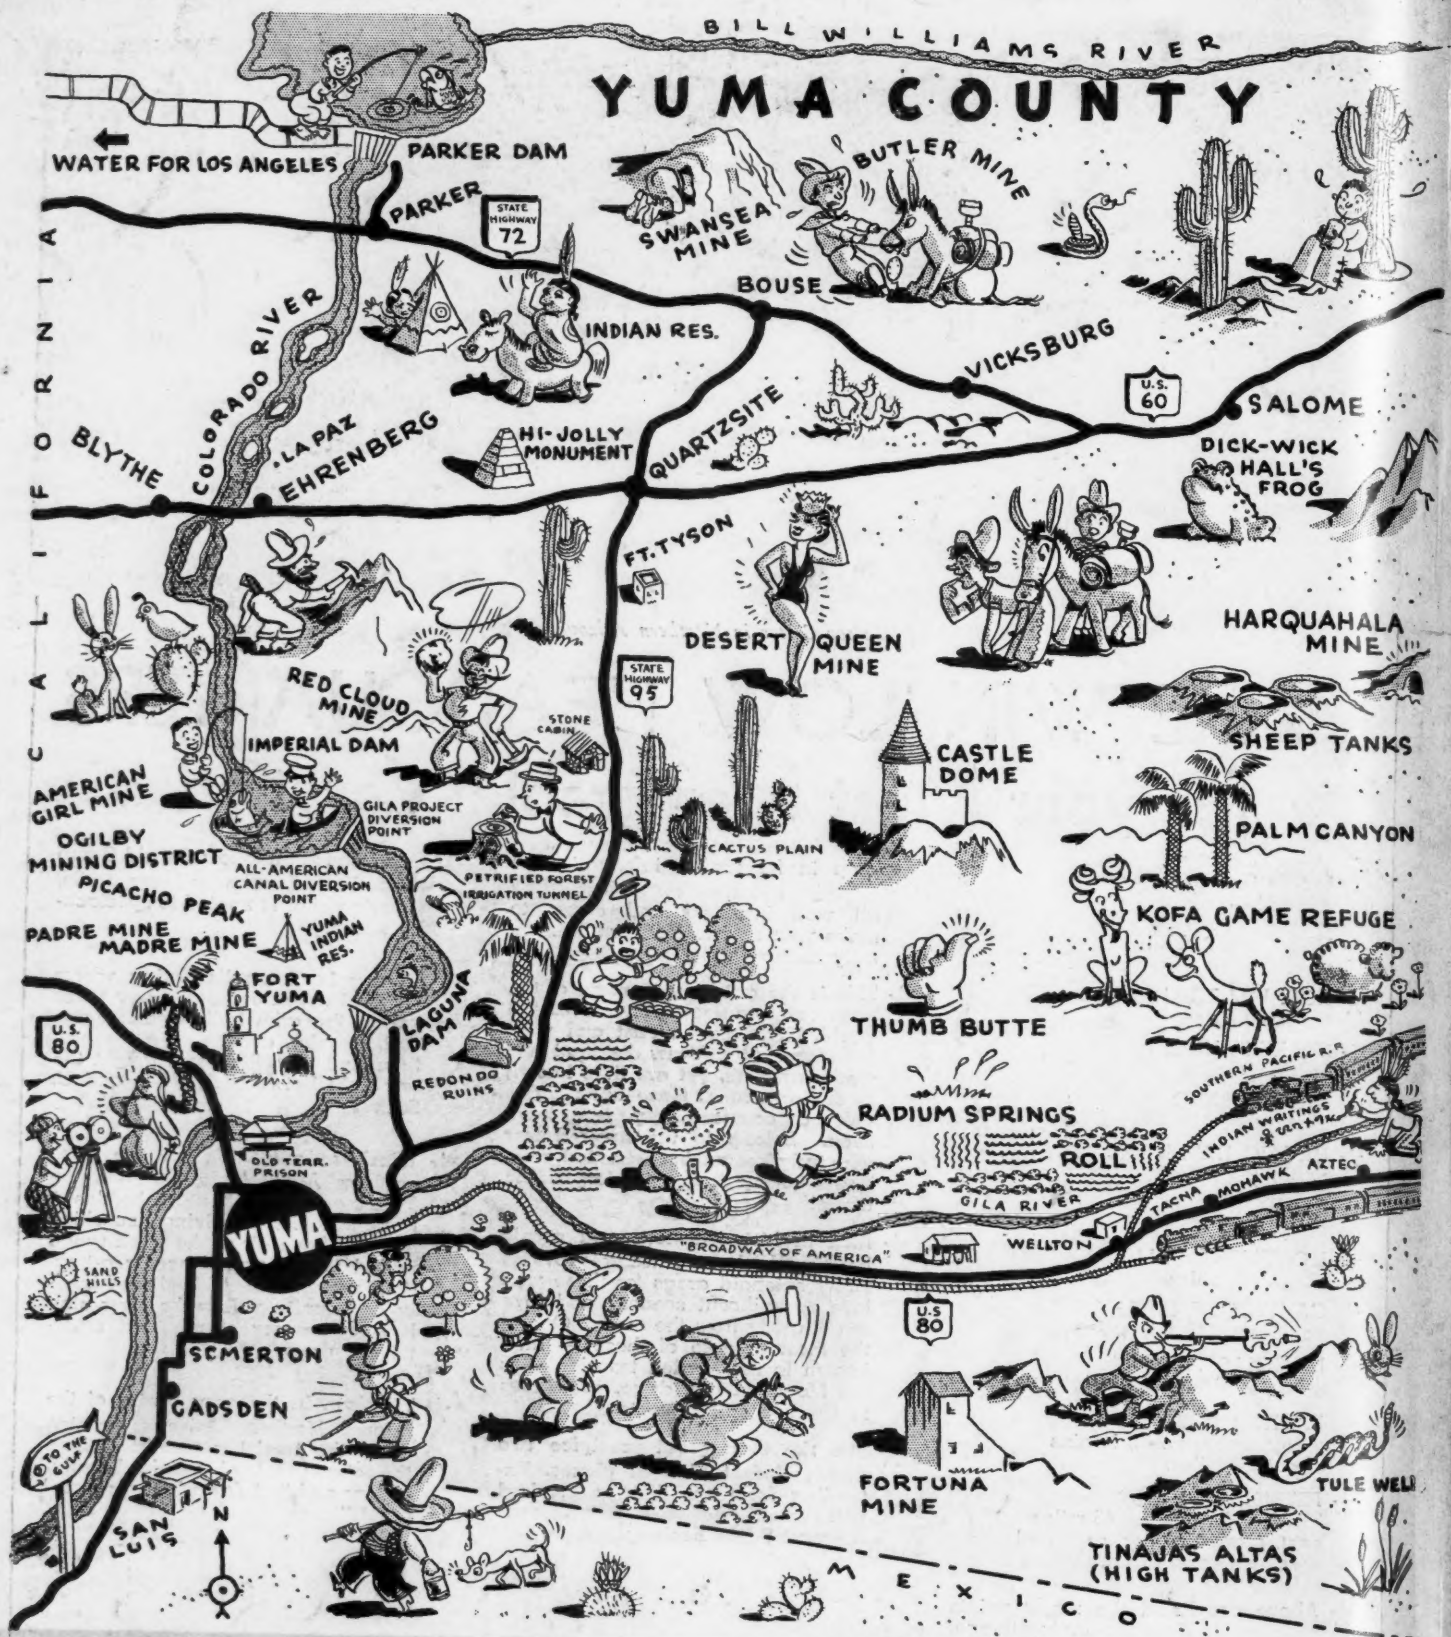 BILL WILLIAMS RIVER
YUMA COUNTY
WATER FOR LOS ANGELES
PARKER DAM
PARKER
STATE
HIGHWAY
72
SWANSEA
MINE
BUTLER MINE
BOUSE
CALIFORNIA
COLORADO RIVER
INDIAN RES.
VICKSBURG
U.S.
60
SALOME
BLYTHE
LA PAZ
EHRENBERG
HI-JOLLY
MONUMENT
QUARTZSITE
DICK-WICK
HALL'S
FROG
FT. TYSON
DESERT QUEEN
MINE
HARQUAHALA
MINE
RED CLOUD
MINE
STATE
HIGHWAY
95
STONE
CABIN
IMPERIAL DAM
CASTLE
DOME
SHEEP TANKS
AMERICAN
GIRL MINE
GILA PROJECT
DIVERSION
POINT
OGILBY
MINING DISTRICT
CACTUS PLAIN
PALM CANYON
ALL-AMERICAN
CANAL DIVERSION
POINT
PETRIFIED FOREST
IRRIGATION TUNNEL
PICACHO PEAK
PADRE MINE
MADRE MINE
YUMA
INDIAN
RES.
KOFA GAME REFUGE
FORT
YUMA
LAGUNA
DAM
THUMB BUTTE
U.S.
80
REDONDO
RUINS
SOUTHERN PACIFIC R.R
RADIUM SPRINGS
INDIAN WRITINGS
ROLL
OLD TERR.
PRISON
GILA RIVER
TACNA
MOHAWK
AZTEC
YUMA
"BROADWAY OF AMERICA"
WELLTON
SAND
HILLS
U.S
80
SOMERTON
GADSDEN
TO THE
GULF
FORTUNA
MINE
TULE WELL
SAN
LUIS
N
TINAJAS ALTAS
(HIGH TANKS)
MEXICO